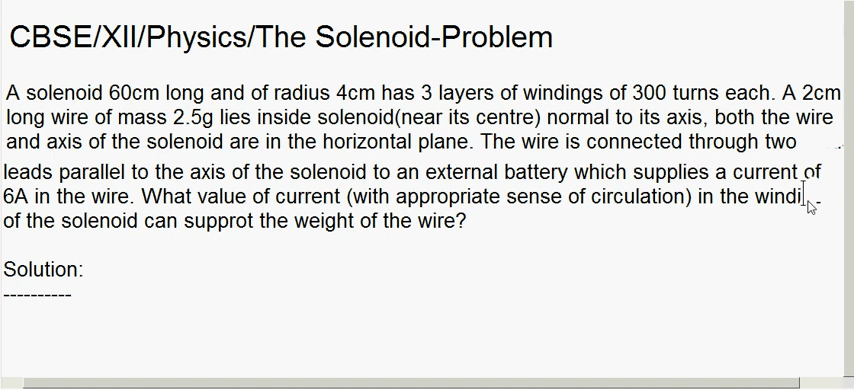 CBSE/XII/Physics/The Solenoid-Problem
A solenoid 60cm long and of radius 4cm has 3 layers of windings of 300 turns each. A 2cm
long wire of mass 2.5g lies inside solenoid(near its centre) normal to its axis, both the wire
and axis of the solenoid are in the horizontal plane. The wire is connected through two
leads parallel to the axis of the solenoid to an external battery which supplies a current of
6A in the wire. What value of current (with appropriate sense of circulation) in the windi
of the solenoid can supprot the weight of the wire?
Solution:
----------